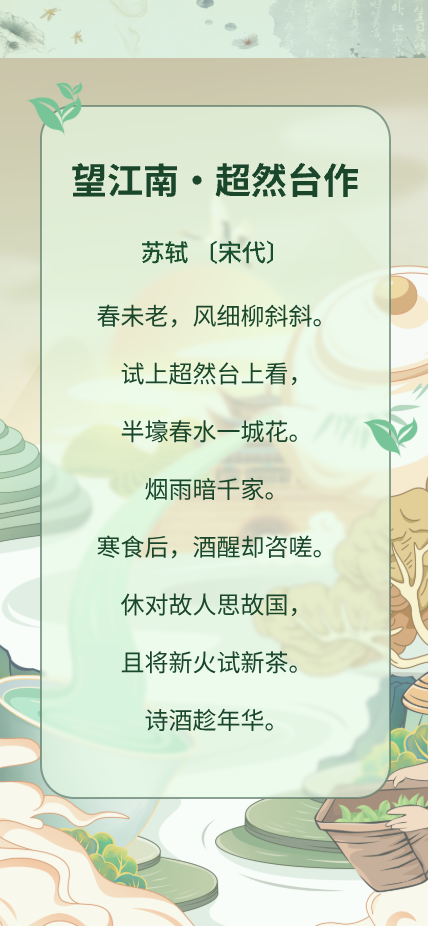 望江南·超然台作
苏轼 〔宋代〕
春未老，风细柳斜斜。
试上超然台上看，
半壕春水一城花。
烟雨暗千家。
寒食后，酒醒却咨嗟。
休对故人思故国，
且将新火试新茶。
诗酒趁年华。